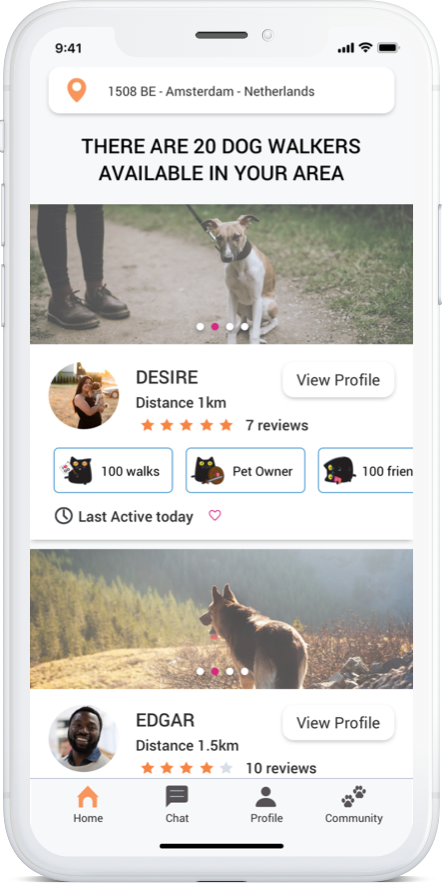 9:41
1508 BE - Amsterdam - Netherlands
THERE ARE 20 DOG WALKERS
AVAILABLE IN YOUR AREA
DESIRE
View Profile
Distance 1km
7 reviews
100 walks
Pet Owner
100 frien
Last Active today
EDGAR
View Profile
Distance 1.5km
10 reviews
Home
Chat
Profile
Community